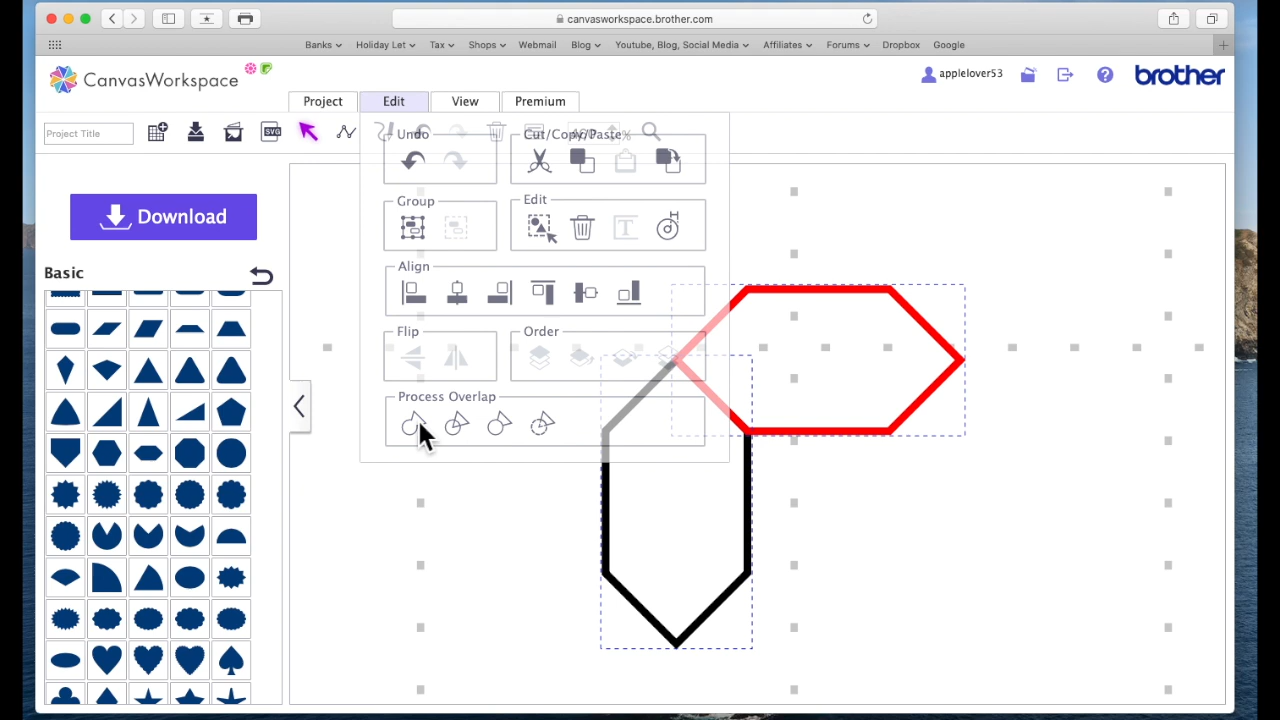 canvasworkspace.brother.com
Banks Holiday Let Tax Shops Webmail Blog Youtube, Blog, Social Media Affiliates Forums Dropbox Google
CanvasWorkspace
applelover53
brother
Project Edit View Premium
Project Title
SVG
Undo Cut/Copy/Paste
Download
Group Edit
T
H
Basic
Align
Flip Order
Process Overlap